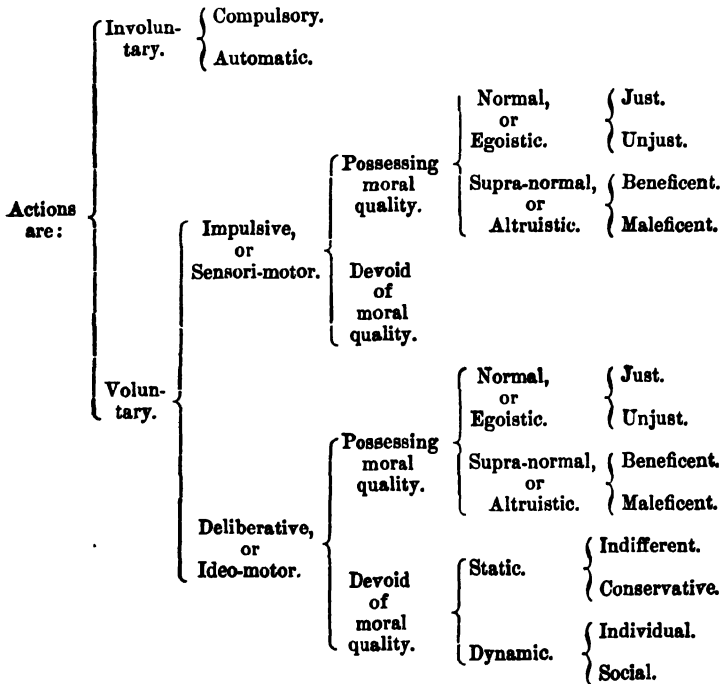 Actions
are:
Involun-
tary.
Compulsory.
Automatic.
Volun-
tary.
Impulsive,
or
Sensori-motor.
Possessing
moral
quality.
Normal,
or
Egoistic.
Just.
Unjust.
Supra-normal,
or
Altruistic.
Beneficent.
Maleficent.
Devoid
of
moral
quality.
Deliberative,
or
Ideo-motor.
Possessing
moral
quality.
Normal,
or
Egoistic.
Just.
Unjust.
Supra-normal,
or
Altruistic.
Beneficent.
Maleficent.
Devoid
of
moral
quality.
Static.
Indifferent.
Conservative.
Dynamic.
Individual.
Social.